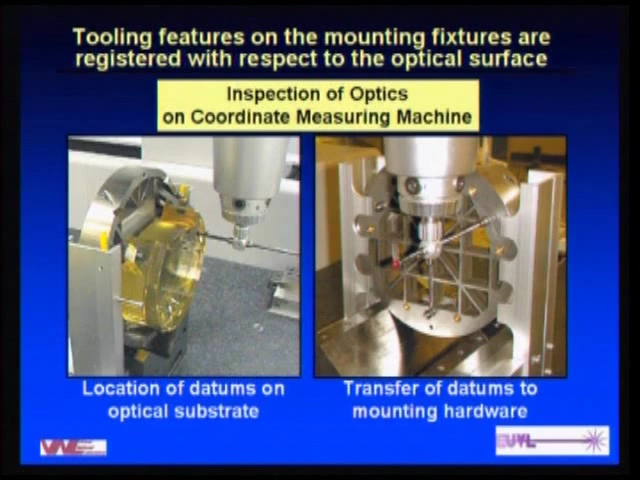 Tooling features on the mounting fixtures are
registered with respect to the optical surface
Inspection of Optics
on Coordinate Measuring Machine
Location of datums on
optical substrate
Transfer of datums to
mounting hardware
VNL
EUVL